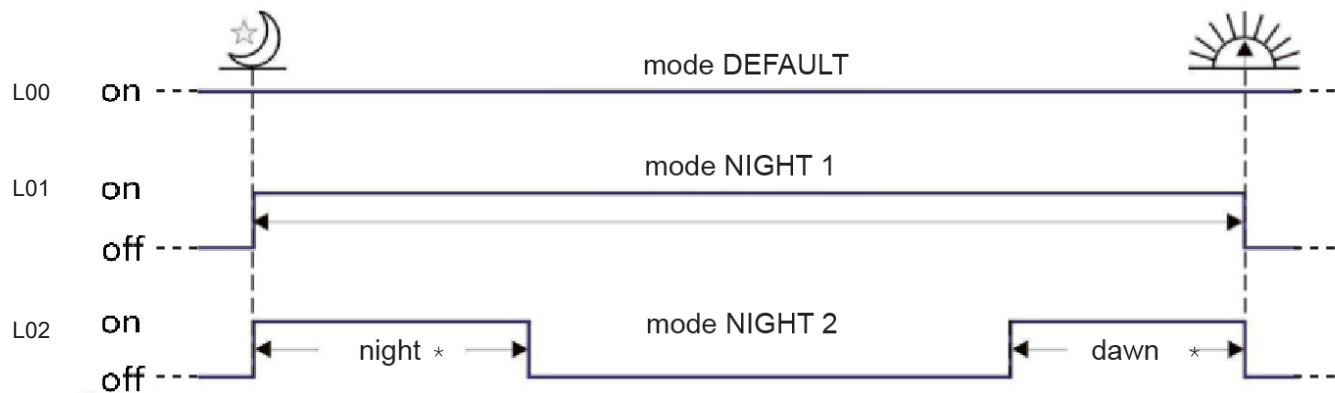 mode DEFAULT
L00 on
mode NIGHT 1
L01 on
off
L02 on mode NIGHT 2
night * dawn *
off